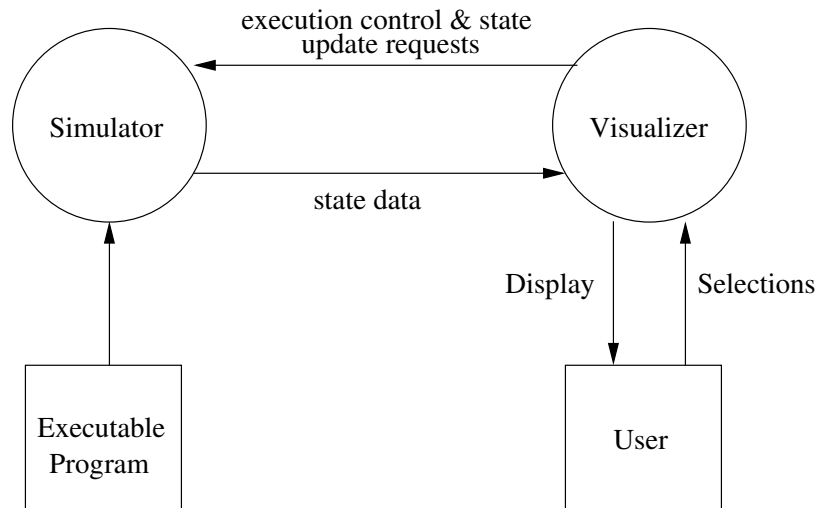 execution control & state
update requests
Simulator
Visualizer
state data
Display
Selections
Executable
Program
User